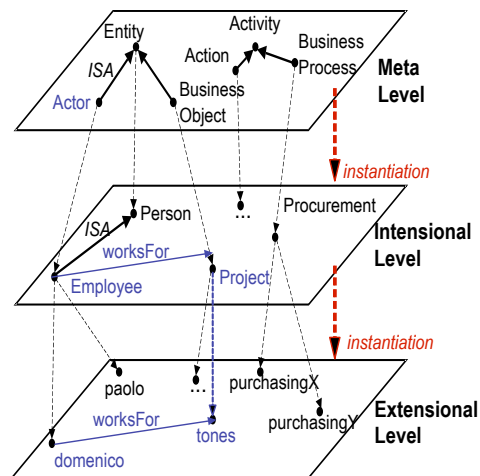 Entity
Activity
ISA
Action
Business
Process
Meta
Level
Actor
Business
Object
instantiation
Person
...
Procurement
ISA
worksFor
Intensional
Level
Employee
Project
instantiation
paolo
...
purchasingX
worksFor
tones
purchasingY
Extensional
Level
domenico